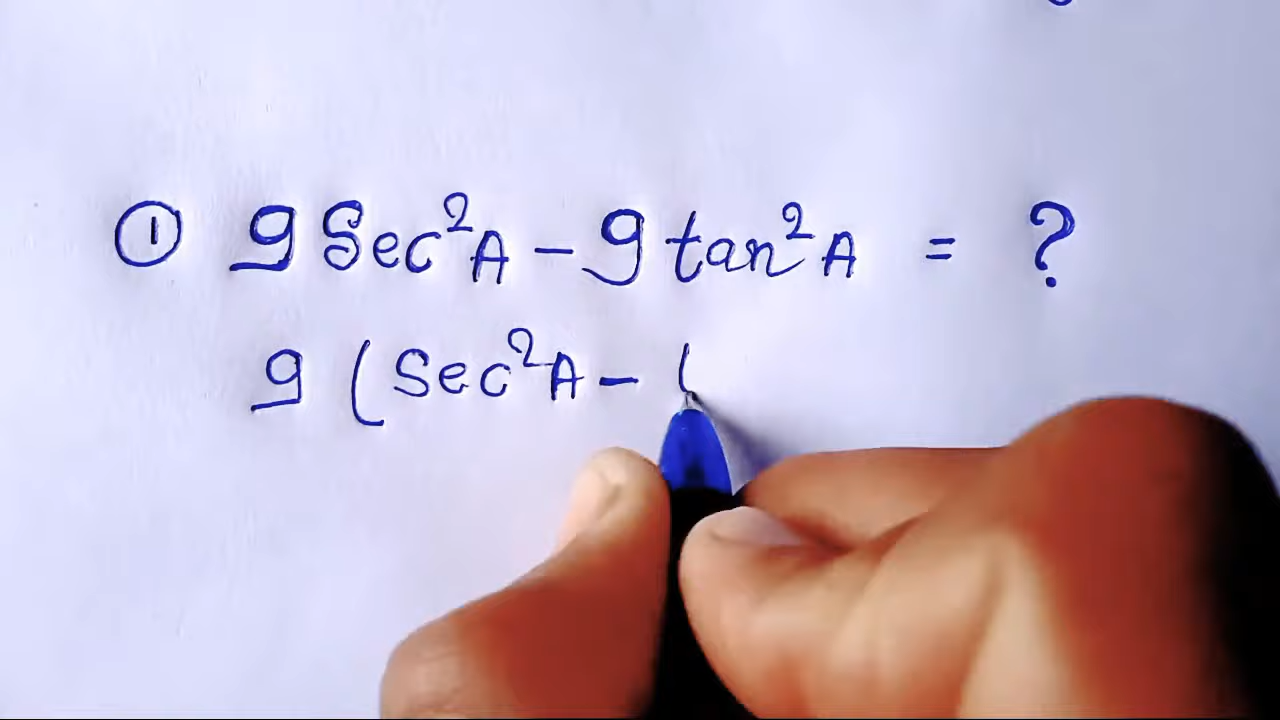 ① 9 Sec²A - 9 tan²A = ?
9 (Sec²A -